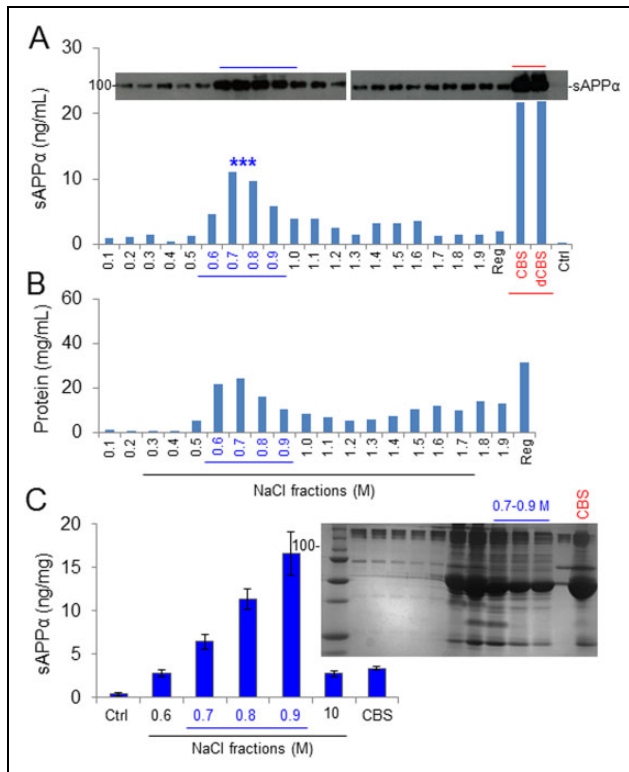 A
30
25
20
10
0
sAPPα (ng/mL)
100
-sAPPα
***
0.1 0.2 0.3 0.4 0.5 0.6 0.7 0.8 0.9 1.0 1.1 1.2 1.3 1.4 1.5 1.6 1.7 1.8 1.9 Reg CBS dCBS Ctrl
B
60
40
20
0
Protein (mg/mL)
0.1 0.2 0.3 0.4 0.5 0.6 0.7 0.8 0.9 1.0 1.1 1.2 1.3 1.4 1.5 1.6 1.7 1.8 1.9 Reg
NaCl fractions (M)
C
20
15
10
5
0
sAPPα (ng/mg)
100-
0.7-0.9 M
CBS
Ctrl 0.6 0.7 0.8 0.9 10 CBS
NaCl fractions (M)